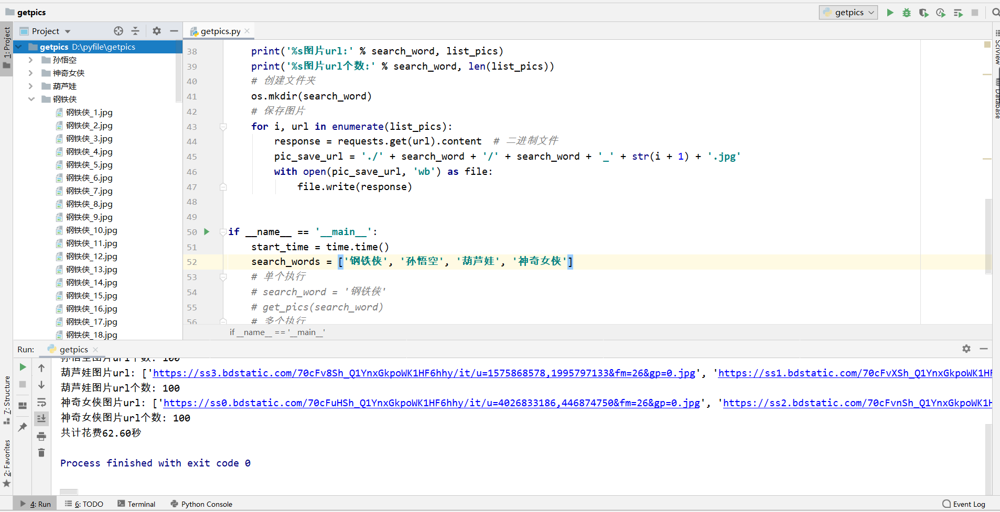 getpics
getpics
Project
getpics.py
1: Project
getpics D:\pyfile\getpics
孙悟空
神奇女侠
葫芦娃
钢铁侠
钢铁侠_1.jpg
钢铁侠_2.jpg
钢铁侠_3.jpg
钢铁侠_4.jpg
钢铁侠_5.jpg
钢铁侠_6.jpg
钢铁侠_7.jpg
钢铁侠_8.jpg
钢铁侠_9.jpg
钢铁侠_10.jpg
钢铁侠_11.jpg
钢铁侠_12.jpg
钢铁侠_13.jpg
钢铁侠_14.jpg
钢铁侠_15.jpg
钢铁侠_16.jpg
钢铁侠_17.jpg
钢铁侠_18.jpg
38 print('%s图片url:' % search_word, list_pics)
39 print('%s图片url个数:' % search_word, len(list_pics))
40 # 创建文件夹
41 os.mkdir(search_word)
42 # 保存图片
43 for i, url in enumerate(list_pics):
44 response = requests.get(url).content # 二进制文件
45 pic_save_url = './' + search_word + '/' + search_word + '_' + str(i + 1) + '.jpg'
46 with open(pic_save_url, 'wb') as file:
47 file.write(response)
48
49
50 if __name__ == '__main__':
51 start_time = time.time()
52 search_words = ['钢铁侠', '孙悟空', '葫芦娃', '神奇女侠']
53 # 单个执行
54 # search_word = '钢铁侠'
55 # get_pics(search_word)
56 # 多个执行
if __name__ == '__main__'
SciView
Database
Run: getpics
孙悟空图片url个数: 100
葫芦娃图片url: ['https://ss3.bdstatic.com/70cFv8Sh_Q1YnxGkpoWK1HF6hhy/it/u=1575868578,1995797133&fm=26&gp=0.jpg', 'https://ss1.bdstatic.com/70cFvXSh_Q1YnxGkpoWK1HF
葫芦娃图片url个数: 100
神奇女侠图片url: ['https://ss0.bdstatic.com/70cFuHSh_Q1YnxGkpoWK1HF6hhy/it/u=4026833186,446874750&fm=26&gp=0.jpg', 'https://ss2.bdstatic.com/70cFvnSh_Q1YnxGkpoWK1H
神奇女侠图片url个数: 100
共计花费62.60秒
Process finished with exit code 0
7: Structure
2: Favorites
4: Run
6: TODO
Terminal
Python Console
Event Log